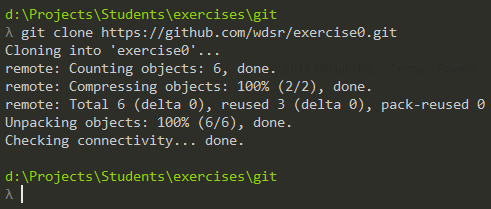 d:\Projects\Students\exercises\git
λ git clone https://github.com/wdsr/exercise0.git
Cloning into 'exercise0'...
remote: Counting objects: 6, done.
remote: Compressing objects: 100% (2/2), done.
remote: Total 6 (delta 0), reused 3 (delta 0), pack-reused 0
Unpacking objects: 100% (6/6), done.
Checking connectivity... done.
d:\Projects\Students\exercises\git
λ